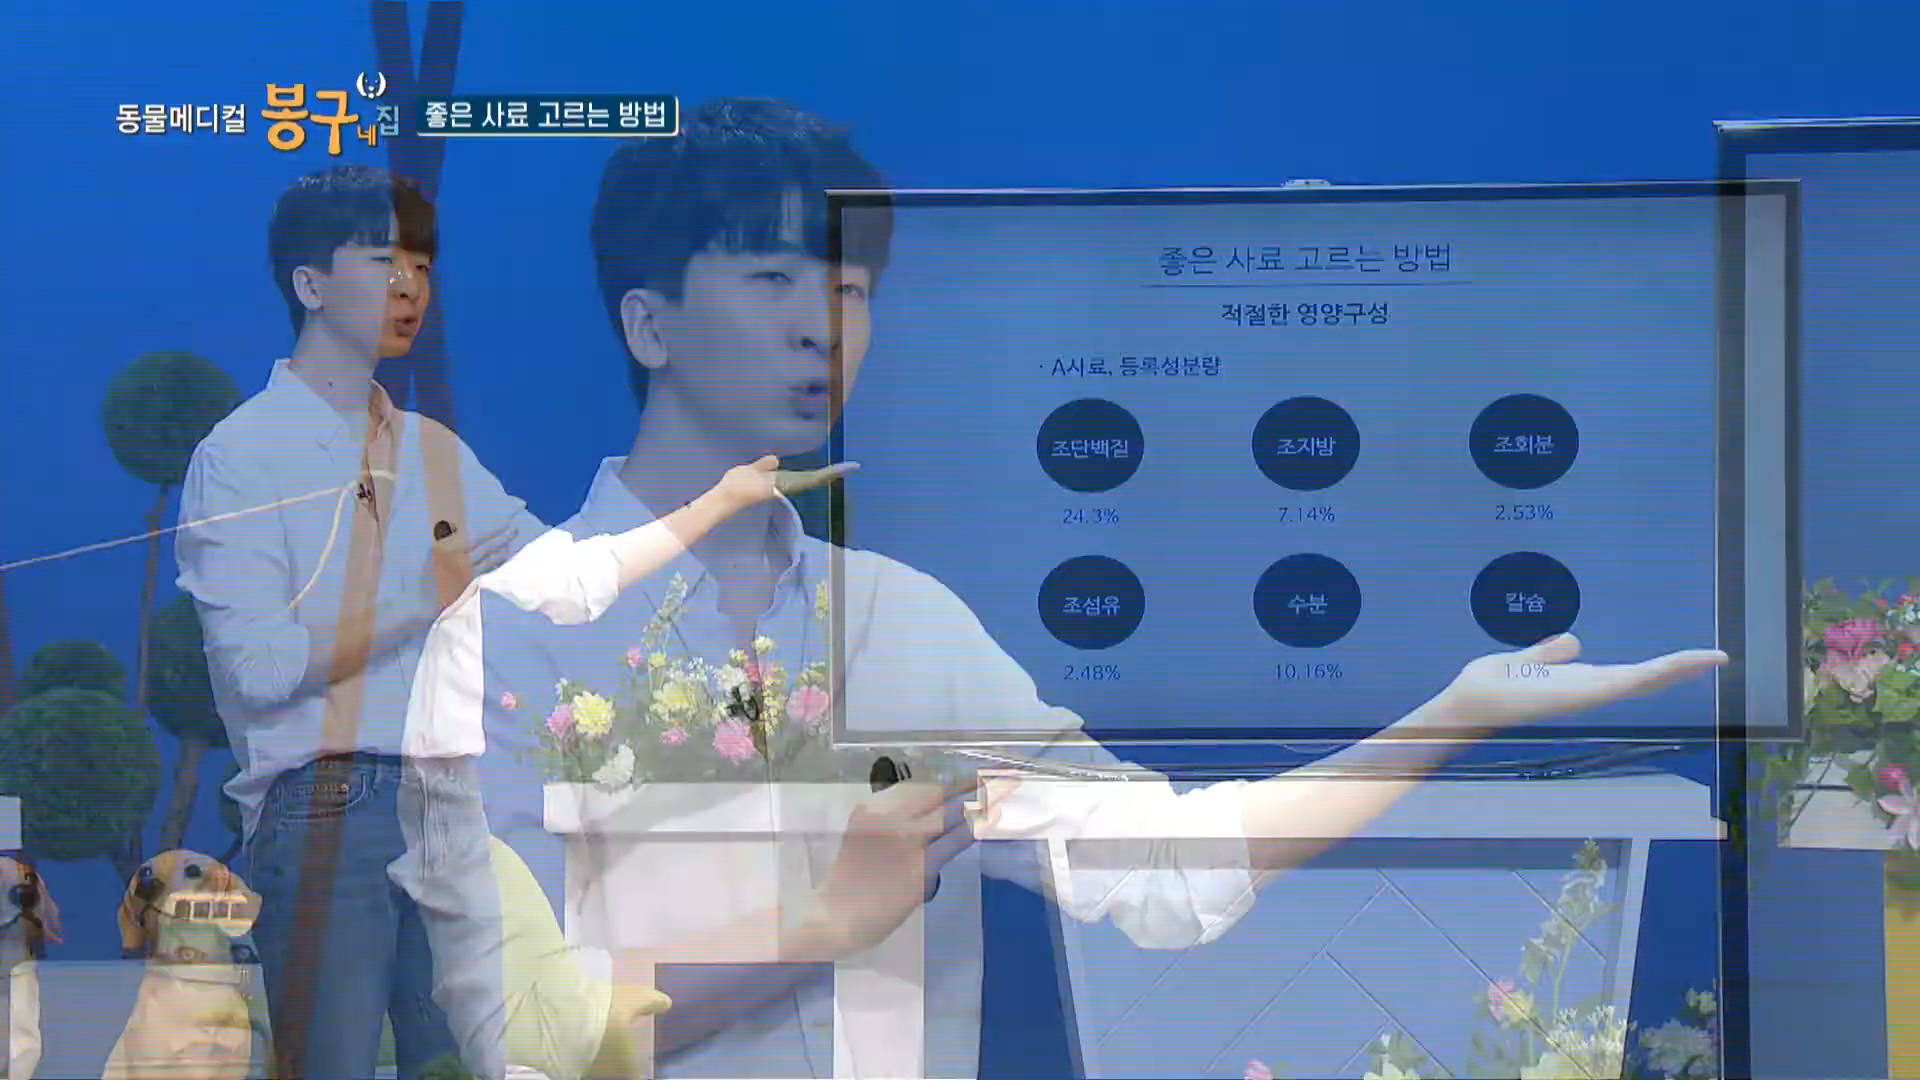 동물메디컬 봉구네집 좋은 사료 고르는 방법
좋은 사료 고르는 방법
적절한 영양구성
· A사료, 등록성분량
조단백질 조지방 조회분
24.3% 7.14% 2.53%
조섬유 수분 칼슘
2.48% 10.16% 1.0%